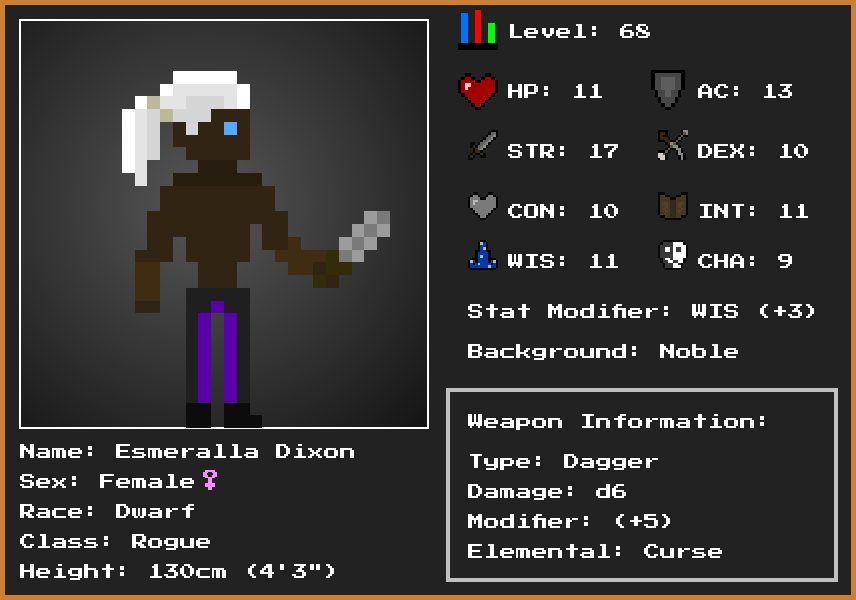 Level: 68
HP: 11
AC: 13
STR: 17
DEX: 10
CON: 10
INT: 11
WIS: 11
CHA: 9
Stat Modifier: WIS (+3)
Background: Noble
Weapon Information:
Type: Dagger
Damage: d6
Modifier: (+5)
Elemental: Curse
Name: Esmeralla Dixon
Sex: Female♀
Race: Dwarf
Class: Rogue
Height: 130cm (4'3")